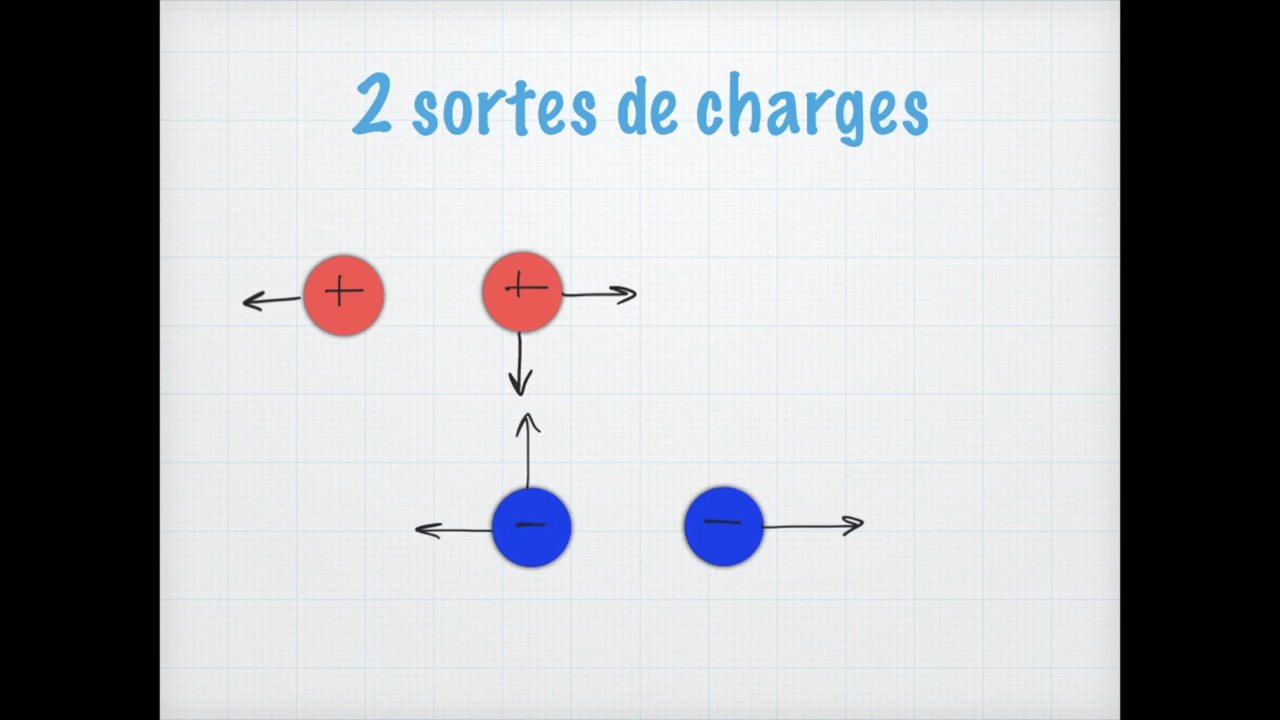 2 sortes de charges
+ +
- -